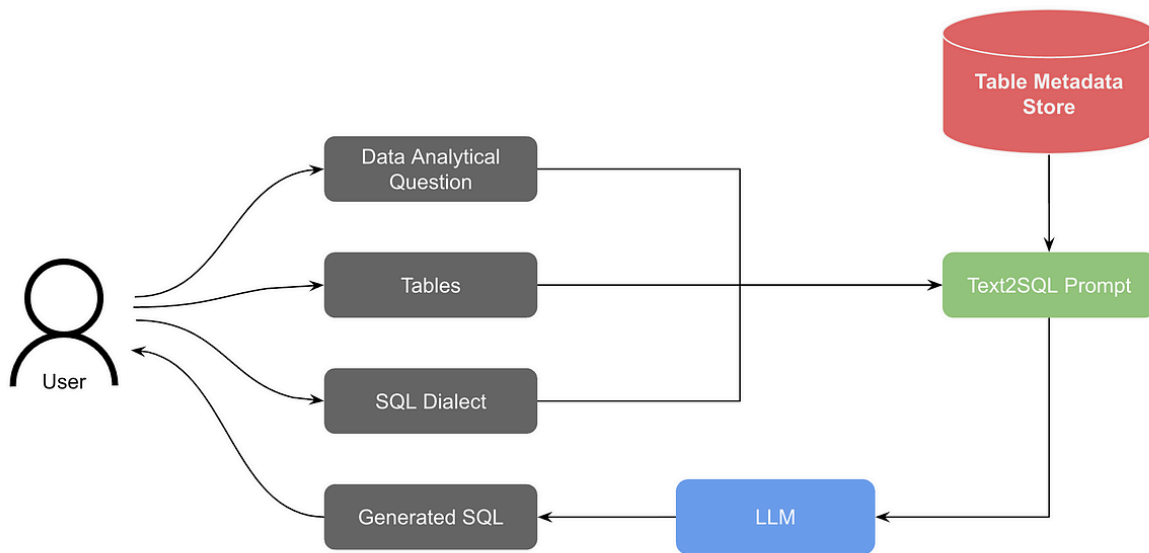 Table Metadata
Store
Data Analytical
Question
Tables
Text2SQL Prompt
User
SQL Dialect
Generated SQL
LLM